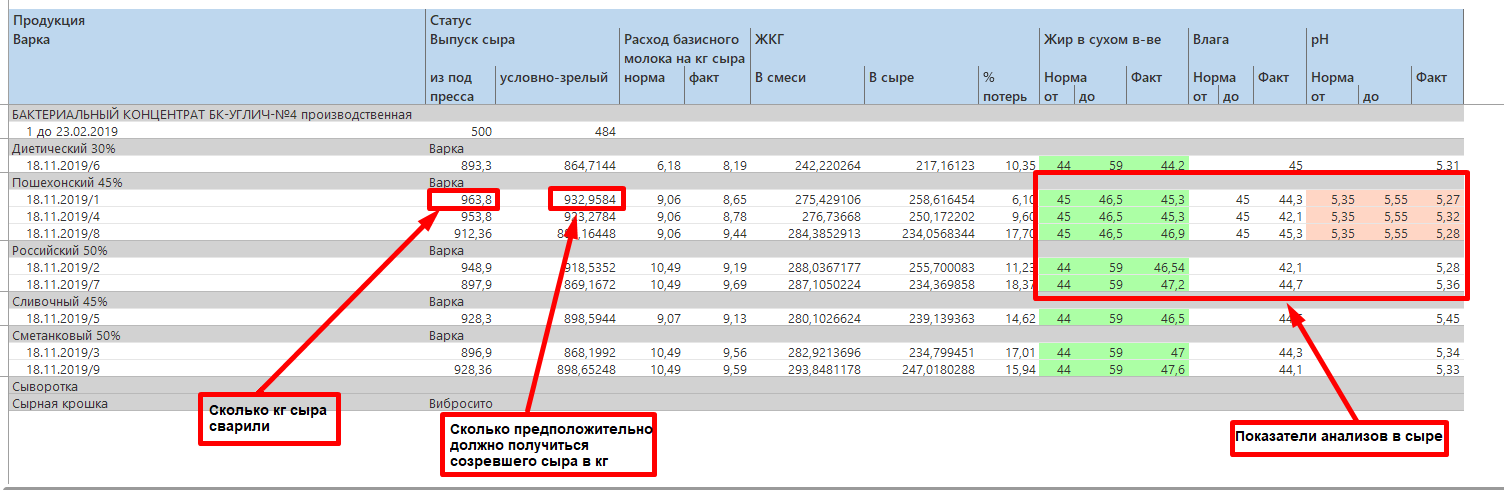 Продукция Статус
Варка Выпуск сыра Расход базисного ЖКГ Жир в сухом в-ве Влага pH
молока на кг сыра
из под условно-зрелый норма факт В смеси В сыре % Норма Факт Норма Факт Норма Факт
пресса потерь от до от до от до
БАКТЕРИАЛЬНЫЙ КОНЦЕНТРАТ БК-УГЛИЧ-№4 производственная
1 до 23.02.2019 500 484
Диетический 30% Варка
18.11.2019/6 893,3 864,7144 6,18 8,19 242,220264 217,16123 10,35 44 59 44,2 45 5,31
Пошехонский 45% Варка
18.11.2019/1 963,8 932,9584 9,06 8,65 275,429106 258,616454 6,10 45 46,5 45,3 45 44,3 5,35 5,55 5,27
18.11.2019/4 953,8 923,2784 9,06 8,78 276,73668 250,172202 9,60 45 46,5 45,3 45 42,1 5,35 5,55 5,32
18.11.2019/8 912,36 9,06 9,44 284,3852913 234,0568344 17,70 45 46,5 46,9 45 45,3 5,35 5,55 5,28
Российский 50% Варка
18.11.2019/2 948,9 918,5352 10,49 9,19 288,0367177 255,700083 11,23 44 59 46,54 42,1 5,28
18.11.2019/7 897,9 869,1672 10,49 9,69 287,1050224 234,369858 18,37 44 59 47,2 44,7 5,36
Сливочный 45% Варка
18.11.2019/5 928,3 898,5944 9,07 9,13 280,1026624 239,139363 14,62 44 59 46,5 5,45
Сметанковый 50% Варка
18.11.2019/3 896,9 868,1992 10,49 9,56 282,9213696 234,799451 17,01 44 59 47 44,3 5,34
18.11.2019/9 928,36 898,65248 10,49 9,59 293,8481178 247,0180288 15,94 44 59 47,6 44,1 5,33
Сыворотка
Сырная крошка Вибросито
Сколько кг сыра
сварили
Сколько предположительно
должно получиться
созревшего сыра в кг
Показатели анализов в сыре